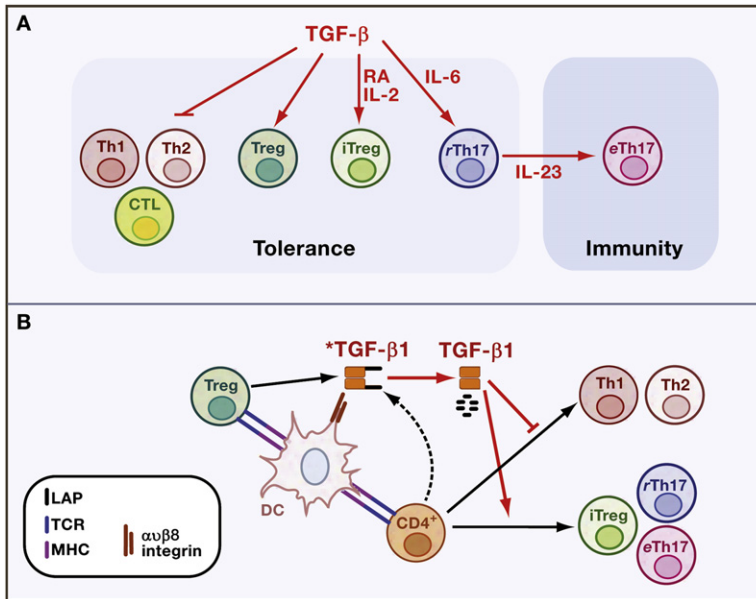 A
TGF-β
RA
IL-2
IL-6
Th1
Th2
Treg
iTreg
rTh17
eTh17
IL-23
CTL
Tolerance
Immunity
B
*TGF-β1
TGF-β1
Treg
Th1
Th2
DC
CD4⁺
rTh17
iTreg
eTh17
LAP
TCR
MHC
αυβ8
integrin